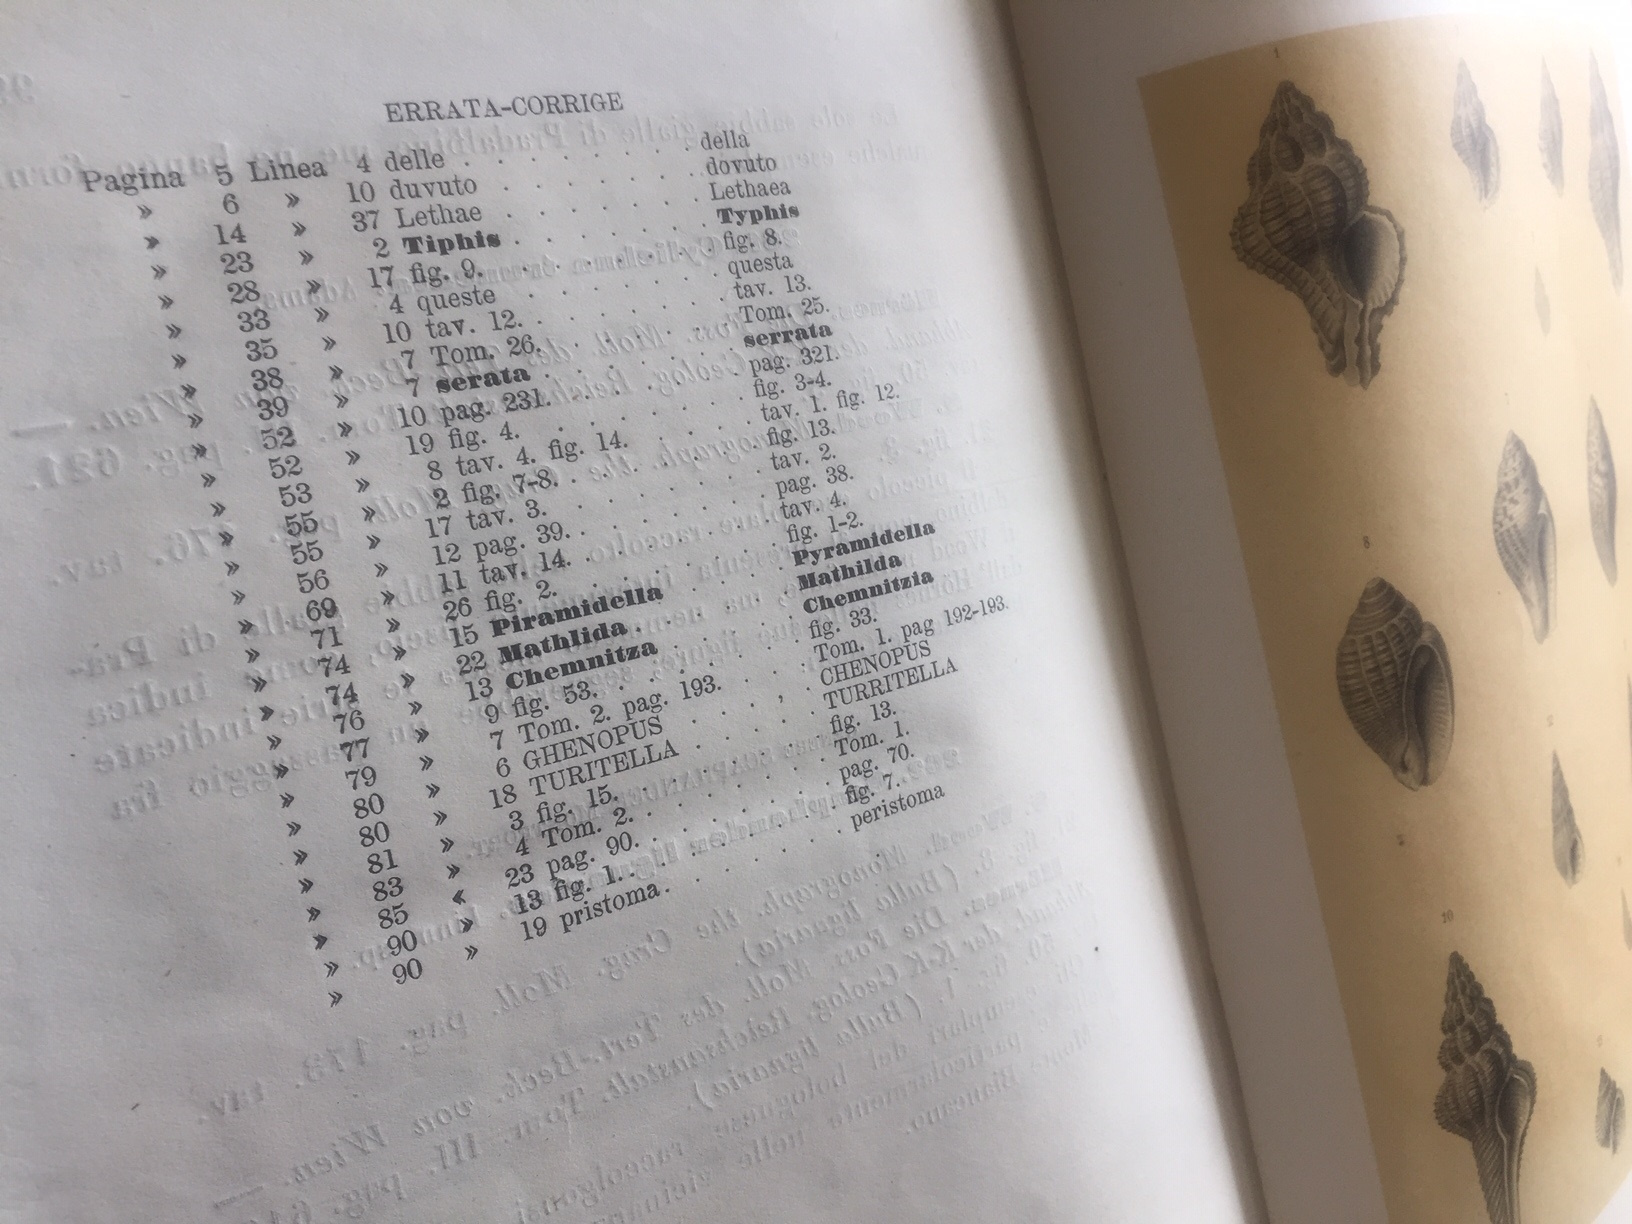 ERRATA-CORRIGE
Pagina 5 Linea 4 delle . . . . . . . della
» 6 » 10 duvuto . . . . . . dovuto
» 14 » 37 Lethae . . . . . . Lethaea
» 23 » 2 Tiphis . . . . . . Typhis
» 28 » 17 fig. 9. . . . . . . fig. 8.
» 33 » 4 queste . . . . . . questa
» 35 » 10 tav. 12. . . . . . . tav. 13.
» 38 » 7 Tom. 26. . . . . . . Tom. 25.
» 39 » 7 serata . . . . . . serrata
» 52 » 10 pag. 231. . . . . . pag. 321.
» 52 » 19 fig. 4. . . . . . . fig. 3-4.
» 53 » 8 tav. 4. fig. 14. . . . . tav. 1. fig. 12.
» 55 » 2 fig. 7-8. . . . . . . fig. 13.
» 55 » 17 tav. 3. . . . . . . tav. 2.
» 56 » 12 pag. 39. . . . . . . pag. 38.
» 69 » 11 tav. 14. . . . . . . tav. 4.
» 71 » 26 fig. 2. . . . . . . fig. 1-2.
» 74 » 15 Piramidella . . . . Pyramidella
» 74 » 22 Mathlida . . . . . Mathilda
» 76 » 13 Chemnitza . . . . Chemnitzia
» 77 » 9 fig. 53. . . . . . . fig. 33.
» 79 » 7 Tom. 2. pag. 193. . . . Tom. 1. pag 192-193.
» 80 » 6 GHENOPUS . . . . CHENOPUS
» 80 » 18 TURITELLA . . . . TURRITELLA
» 81 » 3 fig. 15. . . . . . . fig. 13.
» 83 » 4 Tom. 2. . . . . . . Tom. 1.
» 85 « 23 pag. 90. . . . . . . pag. 70.
» 90 » 13 fig. 1. . . . . . . fig. 7.
» 90 » 19 pristoma . . . . . peristoma
1
6
10